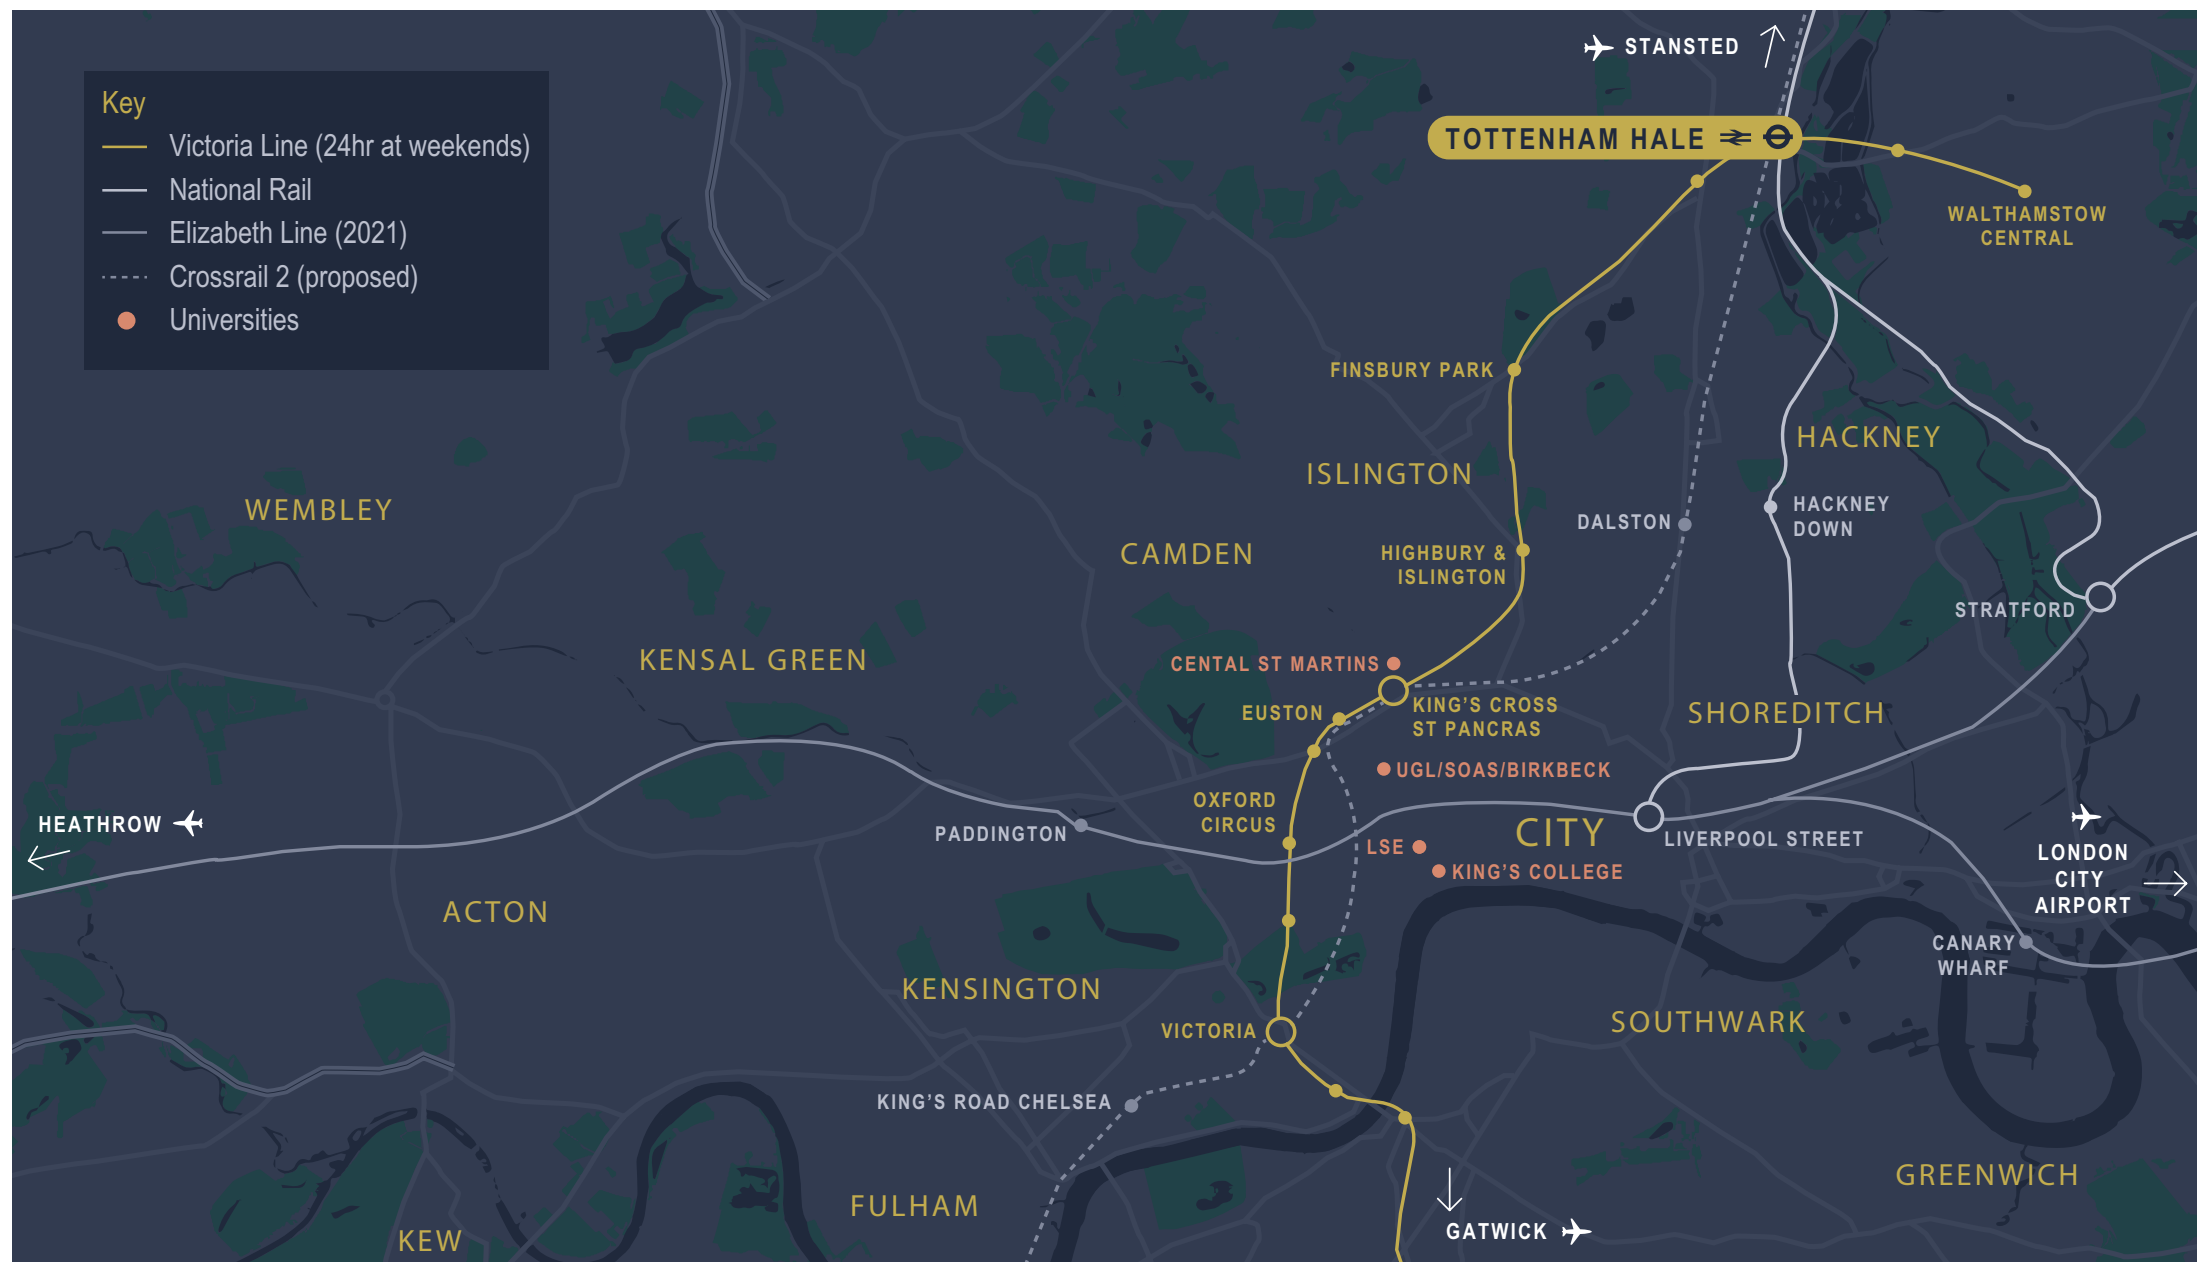 STANSTED
Key
Victoria Line (24hr at weekends)
National Rail
Elizabeth Line (2021)
Crossrail 2 (proposed)
Universities
TOTTENHAM HALE
WALTHAMSTOW
CENTRAL
FINSBURY PARK
HACKNEY
ISLINGTON
WEMBLEY
HACKNEY
DOWN
DALSTON
CAMDEN
HIGHBURY &
ISLINGTON
STRATFORD
KENSAL GREEN
CENTAL ST MARTINS
EUSTON
KING'S CROSS
ST PANCRAS
SHOREDITCH
UGL/SOAS/BIRKBECK
OXFORD
CIRCUS
HEATHROW
PADDINGTON
LSE
CITY
LIVERPOOL STREET
KING'S COLLEGE
LONDON
CITY
AIRPORT
ACTON
CANARY
WHARF
KENSINGTON
VICTORIA
SOUTHWARK
KING'S ROAD CHELSEA
GREENWICH
FULHAM
GATWICK
KEW